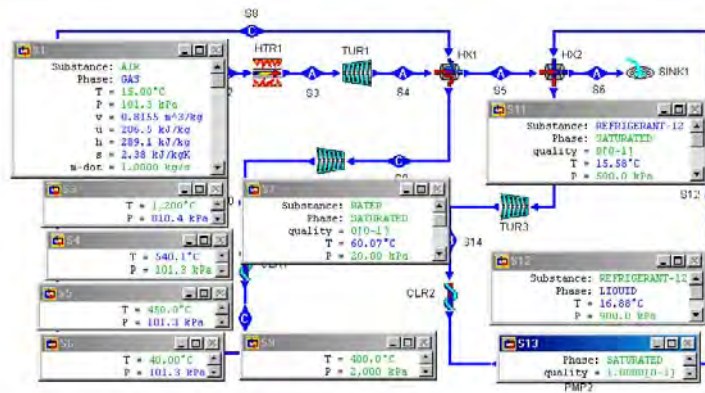 S8
S1
Substance: AIR
Phase: GAS
T = 15.00°C
P = 101.3 kPa
v = 0.8155 m^3/kg
u = 206.5 kJ/kg
h = 289.1 kJ/kg
s = 2.38 kJ/kgK
m-dot = 1.0000 kg/s
HTR1
TUR1
HX1
HX2
A
S3
A
S4
A
S5
A
S6
SINK1
C
C
S3
T = 1,200°C
P = 810.4 kPa
S4
T = 540.1°C
P = 101.3 kPa
S5
T = 450.0°C
P = 101.3 kPa
S6
T = 40.00°C
P = 101.3 kPa
S7
Substance: WATER
Phase: SATURATED
quality = 0[0-1]
T = 60.07°C
P = 20.00 kPa
C
S9
T = 400.0°C
P = 2,000 kPa
S11
Substance: REFRIGERANT-12
Phase: SATURATED
quality = 0[0-1]
T = 15.58°C
P = 500.0 kPa
S12
TUR3
S14
CLR2
S12
Substance: REFRIGERANT-12
Phase: LIQUID
T = 16.88°C
P = 900.0 kPa
S13
Phase: SATURATED
quality = 1.0000[0-1]
PMP2